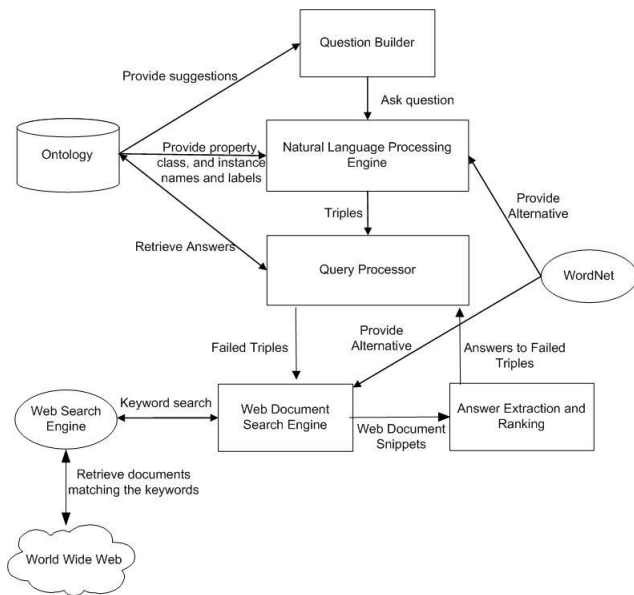 Question Builder
Provide suggestions
Ask question
Ontology
Provide property
class, and instance
names and labels
Natural Language Processing
Engine
Provide
Alternative
Triples
Retrieve Answers
Query Processor
WordNet
Failed Triples
Provide
Alternative
Answers to Failed
Triples
Keyword search
Web Search
Engine
Web Document
Search Engine
Web Document
Snippets
Answer Extraction and
Ranking
Retrieve documents
matching the keywords
World Wide Web